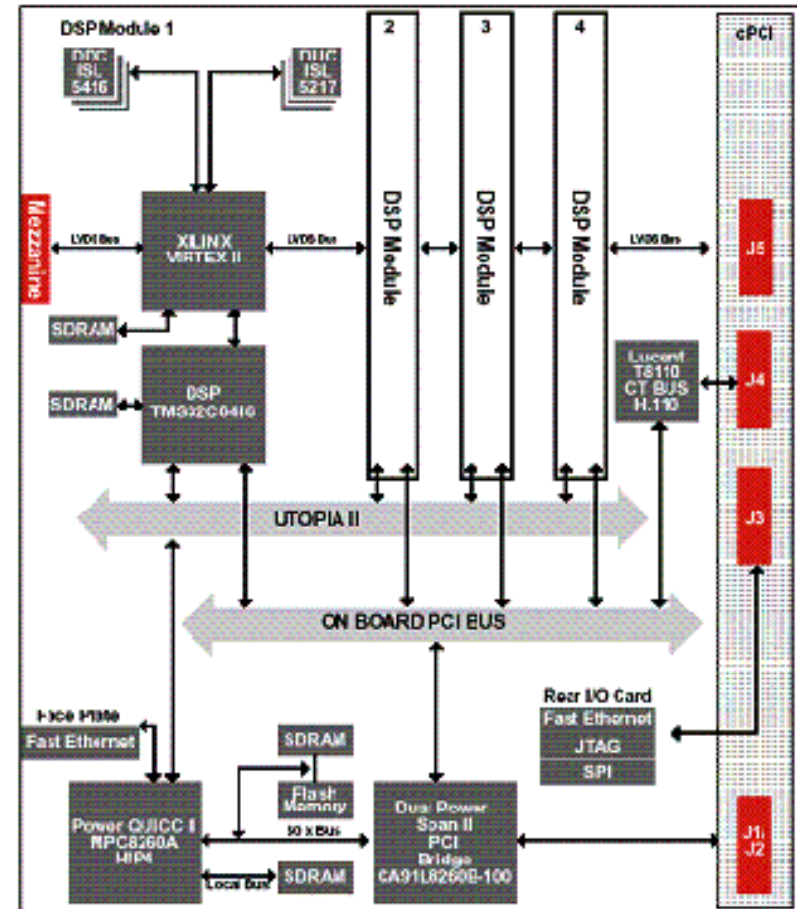 DSP Module 1
2
3
4
cPCI
DDC
ISL
5416
DUC
ISL
5217
Mezzanine
LVDS Bus
XILINX
VIRTEX II
LVDS Bus
DSP Module
DSP Module
DSP Module
LVDS Bus
J5
SDRAM
SDRAM
DSP
Lucent
T8110
CT BUS
H.110
J4
UTOPIA II
J3
ON BOARD PCI BUS
Face Plate
Fast Ethernet
Rear I/O Card
Fast Ethernet
JTAG
SPI
SDRAM
Flash
Memory
Power QUICC
MPC8260A
HIP4
60 x Bus
Local Bus
SDRAM
Dual Power
Span II
PCI
Bridge
CA91L8260B-100
J1/
J2